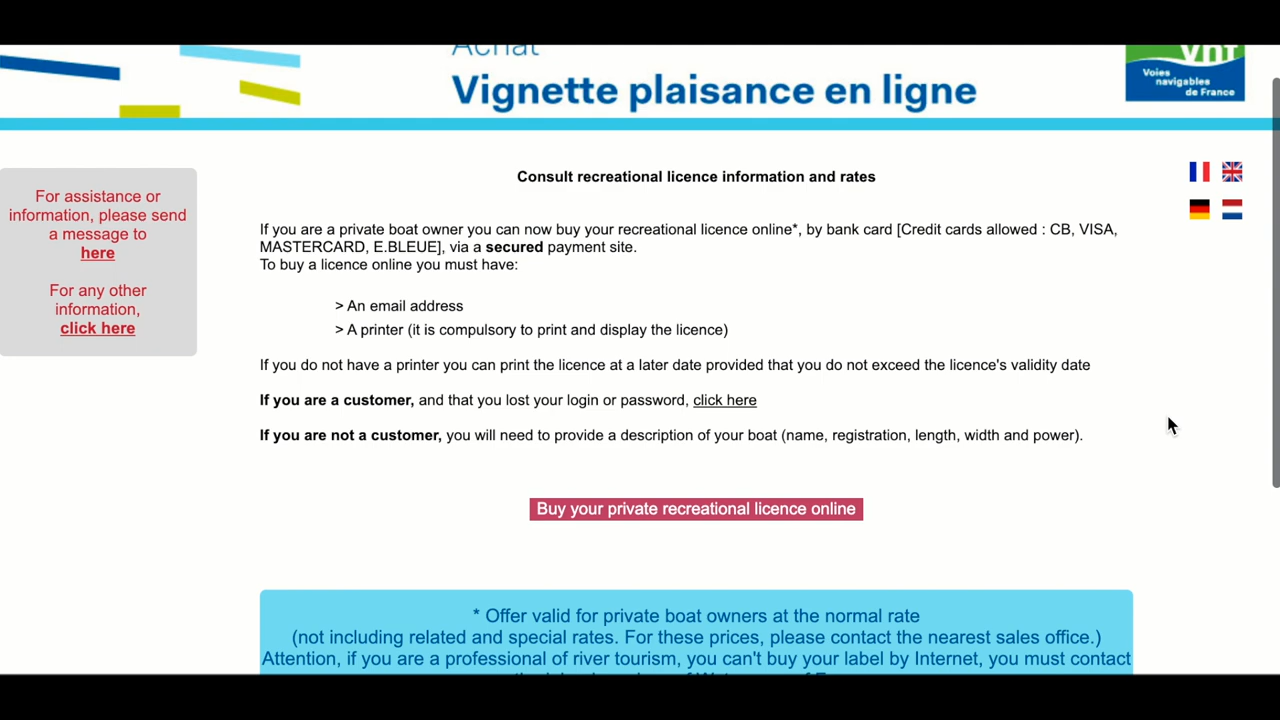 Achat
Vignette plaisance en ligne
vnf
Voies
navigables
de France
Consult recreational licence information and rates
For assistance or
information, please send
a message to
here
For any other
information,
click here
If you are a private boat owner you can now buy your recreational licence online*, by bank card [Credit cards allowed : CB, VISA,
MASTERCARD, E.BLEUE], via a secured payment site.
To buy a licence online you must have:
> An email address
> A printer (it is compulsory to print and display the licence)
If you do not have a printer you can print the licence at a later date provided that you do not exceed the licence's validity date
If you are a customer, and that you lost your login or password, click here
If you are not a customer, you will need to provide a description of your boat (name, registration, length, width and power).
Buy your private recreational licence online
* Offer valid for private boat owners at the normal rate
(not including related and special rates. For these prices, please contact the nearest sales office.)
Attention, if you are a professional of river tourism, you can't buy your label by Internet, you must contact